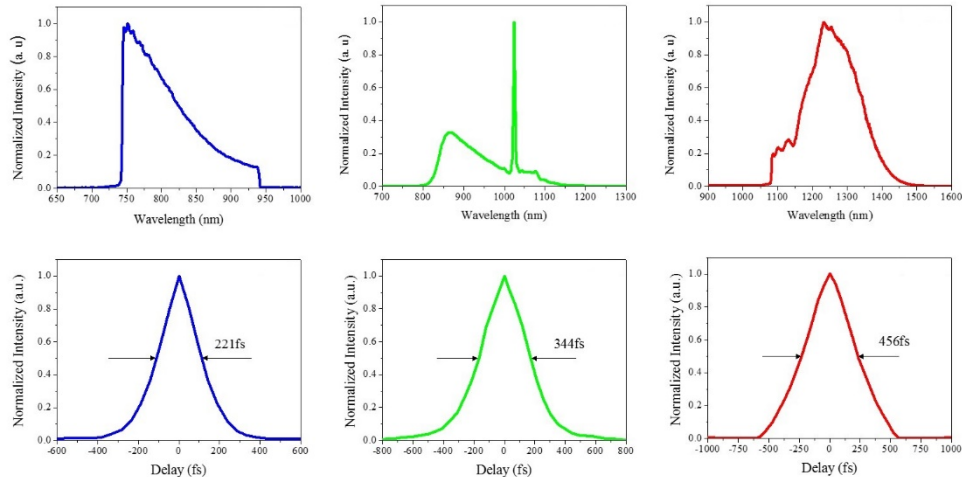 Normalized Intensity (a. u)
1.0
0.8
0.6
0.4
0.2
0.0
650 700 750 800 850 900 950 1000
Wavelength (nm)
Normalized Intensity (a. u)
1.0
0.8
0.6
0.4
0.2
0.0
700 800 900 1000 1100 1200 1300
Wavelength (nm)
Normalized Intensity (a. u)
1.0
0.8
0.6
0.4
0.2
0.0
900 1000 1100 1200 1300 1400 1500 1600
Wavelength (nm)
Normalized Intensity (a.u.)
1.0
0.8
0.6
0.4
0.2
0.0
221fs
-600 -400 -200 0 200 400 600
Delay (fs)
Normalized Intensity (a.u.)
1.0
0.8
0.6
0.4
0.2
0.0
344fs
-800 -600 -400 -200 0 200 400 600 800
Delay (fs)
Normalized Intensity (a.u.)
1.0
0.8
0.6
0.4
0.2
0.0
456fs
-1000 -750 -500 -250 0 250 500 750 1000
Delay (fs)